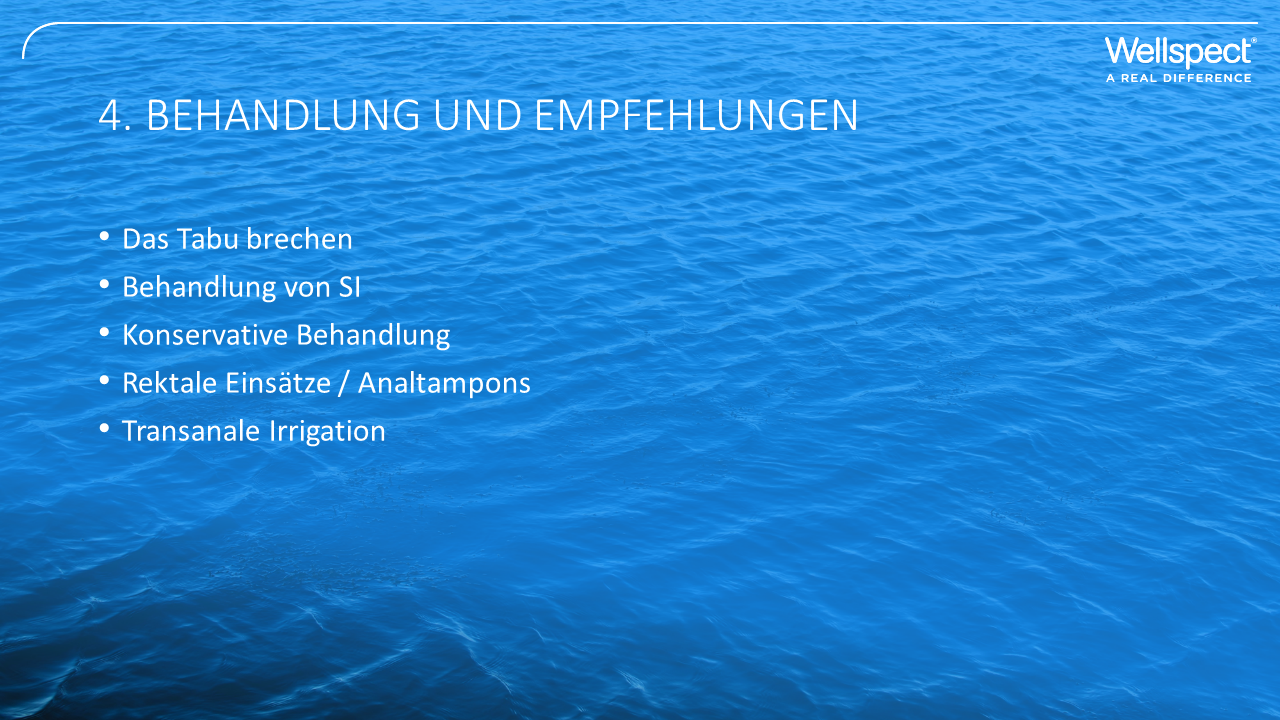 Wellspect®
A REAL DIFFERENCE
4. BEHANDLUNG UND EMPFEHLUNGEN
• Das Tabu brechen
• Behandlung von SI
• Konservative Behandlung
• Rektale Einsätze / Analtampons
• Transanale Irrigation